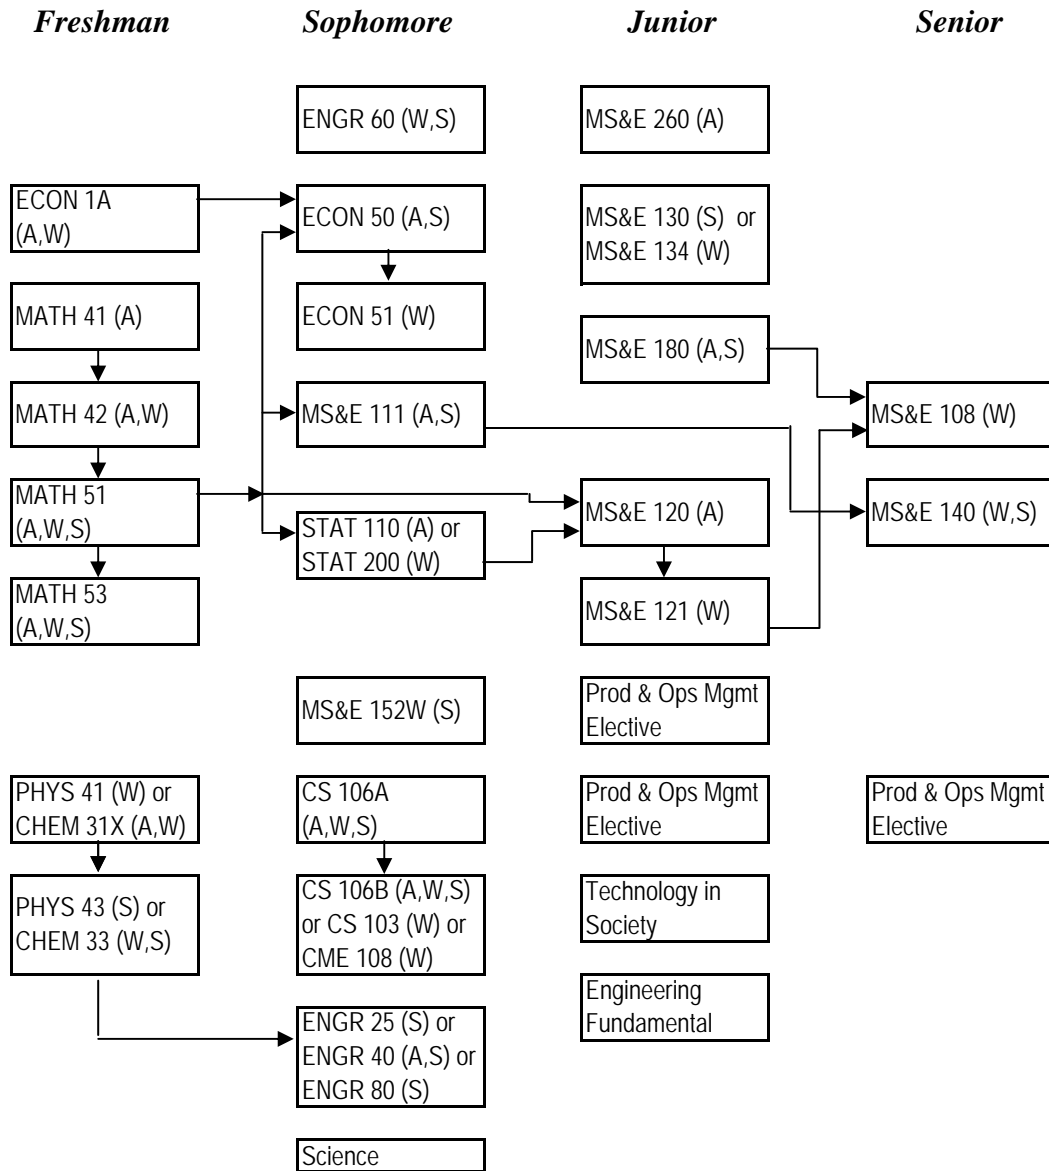 Freshman
Sophomore
Junior
Senior
ENGR 60 (W,S)
MS&E 260 (A)
ECON 1A
(A,W)
ECON 50 (A,S)
MS&E 130 (S) or
MS&E 134 (W)
MATH 41 (A)
ECON 51 (W)
MS&E 180 (A,S)
MATH 42 (A,W)
MS&E 111 (A,S)
MS&E 108 (W)
MATH 51
(A,W,S)
STAT 110 (A) or
STAT 200 (W)
MS&E 120 (A)
MS&E 140 (W,S)
MATH 53
(A,W,S)
MS&E 121 (W)
MS&E 152W (S)
Prod & Ops Mgmt
Elective
PHYS 41 (W) or
CHEM 31X (A,W)
CS 106A
(A,W,S)
Prod & Ops Mgmt
Elective
Prod & Ops Mgmt
Elective
PHYS 43 (S) or
CHEM 33 (W,S)
CS 106B (A,W,S)
or CS 103 (W) or
CME 108 (W)
Technology in
Society
Engineering
Fundamental
ENGR 25 (S) or
ENGR 40 (A,S) or
ENGR 80 (S)
Science